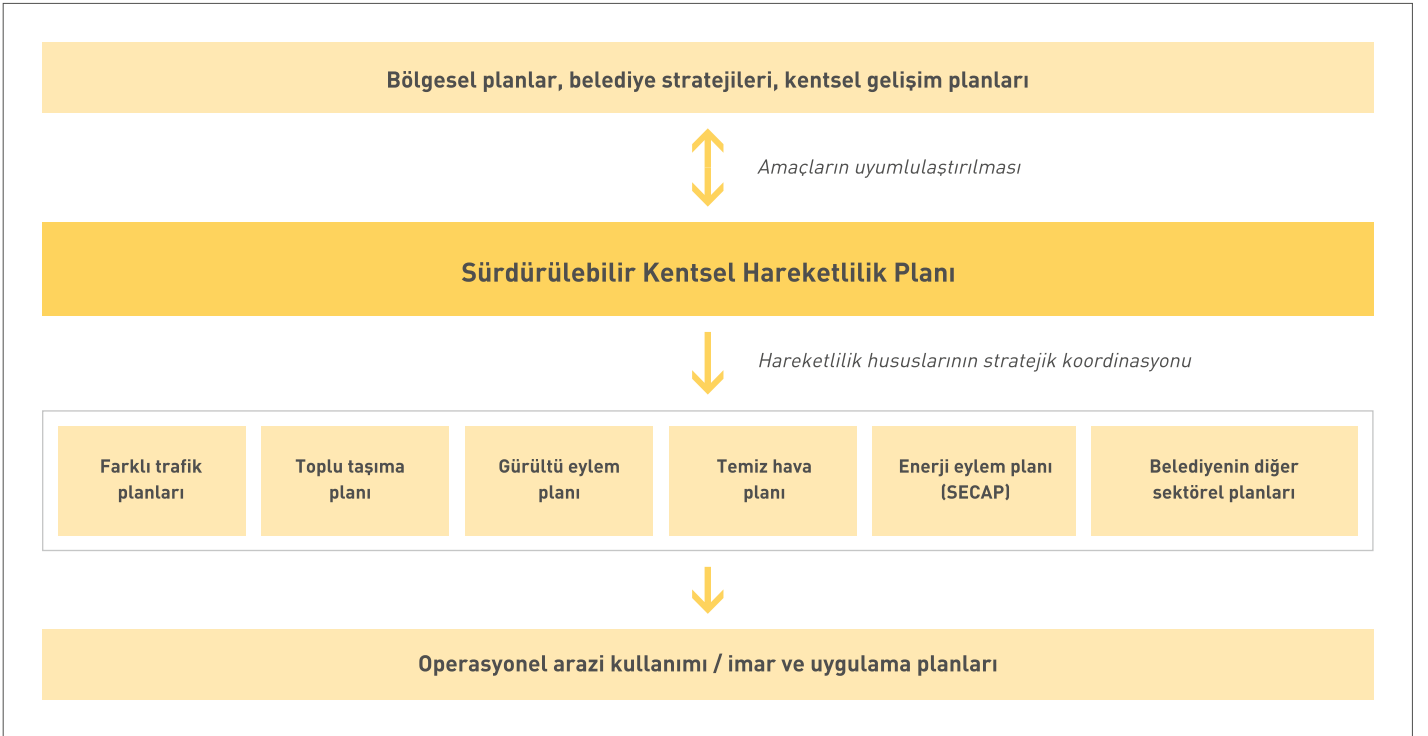 Bölgesel planlar, belediye stratejileri, kentsel gelişim planları
Amaçların uyumlulaştırılması
Sürdürülebilir Kentsel Hareketlilik Planı
Hareketlilik hususlarının stratejik koordinasyonu
Farklı trafik
planları
Toplu taşıma
planı
Gürültü eylem
planı
Temiz hava
planı
Enerji eylem planı
(SECAP)
Belediyenin diğer
sektörel planları
Operasyonel arazi kullanımı / imar ve uygulama planları